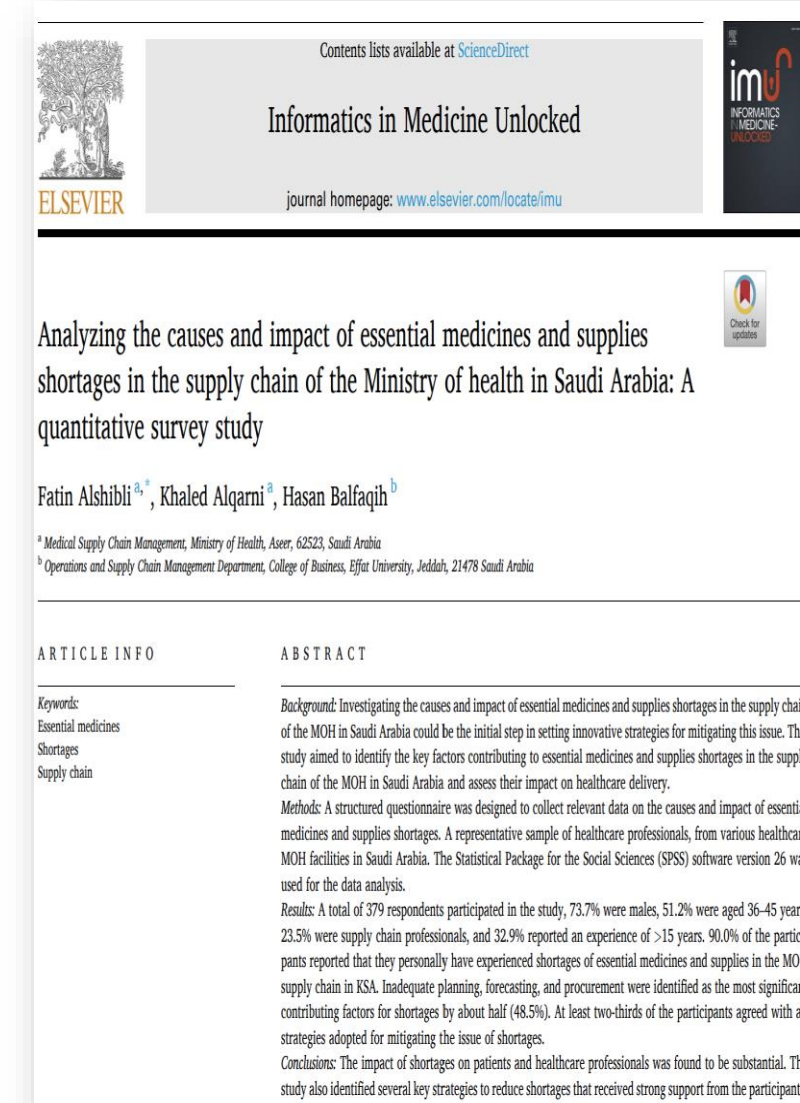 Contents lists available at ScienceDirect
Informatics in Medicine Unlocked
journal homepage: www.elsevier.com/locate/imu
ELSEVIER
imu
INFORMATICS
IN MEDICINE-
UNLOCKED
Check for
updates
Analyzing the causes and impact of essential medicines and supplies
shortages in the supply chain of the Ministry of health in Saudi Arabia: A
quantitative survey study
Fatin Alshibli a,*, Khaled Alqarni a, Hasan Balfaqih b
a Medical Supply Chain Management, Ministry of Health, Aseer, 62523, Saudi Arabia
b Operations and Supply Chain Management Department, College of Business, Effat University, Jeddah, 21478 Saudi Arabia
ARTICLE INFO
Keywords:
Essential medicines
Shortages
Supply chain
ABSTRACT
Background: Investigating the causes and impact of essential medicines and supplies shortages in the supply chai
of the MOH in Saudi Arabia could be the initial step in setting innovative strategies for mitigating this issue. Th
study aimed to identify the key factors contributing to essential medicines and supplies shortages in the suppl
chain of the MOH in Saudi Arabia and assess their impact on healthcare delivery.
Methods: A structured questionnaire was designed to collect relevant data on the causes and impact of essentia
medicines and supplies shortages. A representative sample of healthcare professionals, from various healthcar
MOH facilities in Saudi Arabia. The Statistical Package for the Social Sciences (SPSS) software version 26 wa
used for the data analysis.
Results: A total of 379 respondents participated in the study, 73.7% were males, 51.2% were aged 36–45 year
23.5% were supply chain professionals, and 32.9% reported an experience of >15 years. 90.0% of the partic
pants reported that they personally have experienced shortages of essential medicines and supplies in the MO
supply chain in KSA. Inadequate planning, forecasting, and procurement were identified as the most significan
contributing factors for shortages by about half (48.5%). At least two-thirds of the participants agreed with a
strategies adopted for mitigating the issue of shortages.
Conclusions: The impact of shortages on patients and healthcare professionals was found to be substantial. Th
study also identified several key strategies to reduce shortages that received strong support from the participant